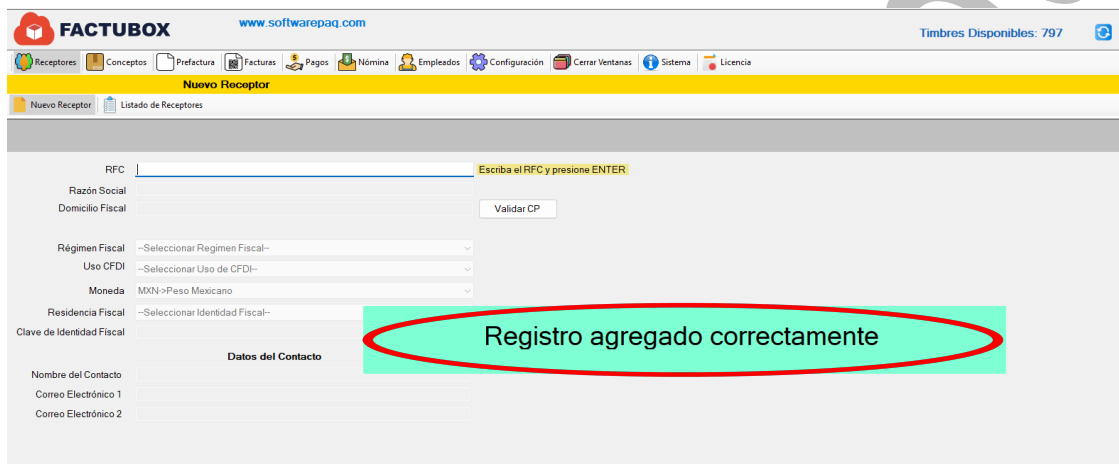 FACTUBOX
www.softwarepaq.com
Timbres Disponibles: 797
Receptores Conceptos Prefactura Facturas Pagos Nómina Empleados Configuración Cerrar Ventanas Sistema Licencia
Nuevo Receptor
Nuevo Receptor Listado de Receptores
RFC Escriba el RFC y presione ENTER
Razón Social
Domicilio Fiscal Validar CP
Régimen Fiscal --Seleccionar Regimen Fiscal--
Uso CFDI --Seleccionar Uso de CFDI--
Moneda MXN->Peso Mexicano
Residencia Fiscal --Seleccionar Identidad Fiscal--
Registro agregado correctamente
Clave de Identidad Fiscal
Datos del Contacto
Nombre del Contacto
Correo Electrónico 1
Correo Electrónico 2